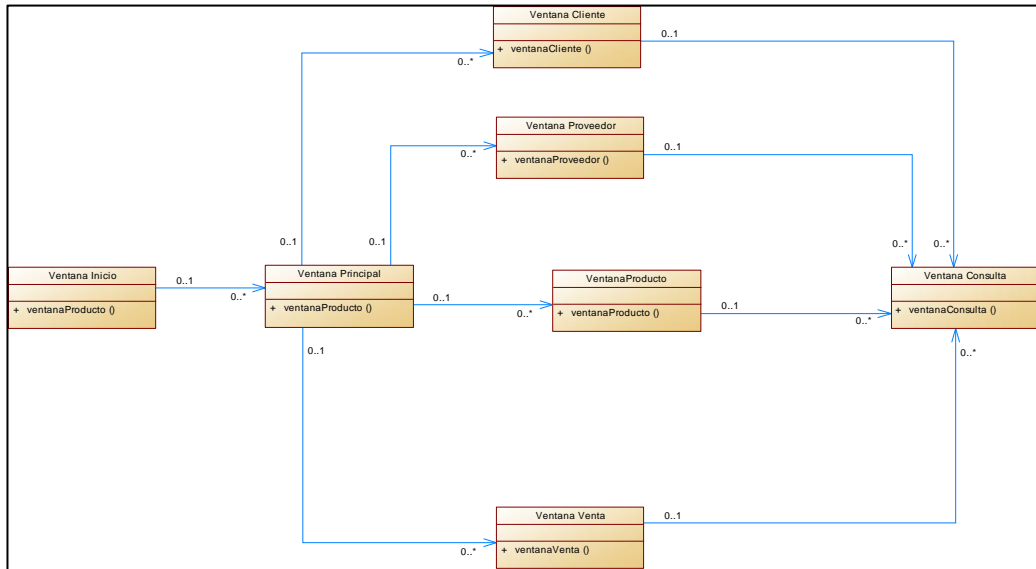 Ventana Cliente
+ ventanaCliente ()
0..1
0..*
Ventana Proveedor
+ ventanaProveedor ()
0..1
0..*
0..1
0..1
0..*
0..*
Ventana Inicio
+ ventanaProducto ()
0..1
0..*
Ventana Principal
+ ventanaProducto ()
0..1
0..*
VentanaProducto
+ ventanaProducto ()
0..1
0..*
Ventana Consulta
+ ventanaConsulta ()
0..1
0..*
Ventana Venta
+ ventanaVenta ()
0..1
0..*